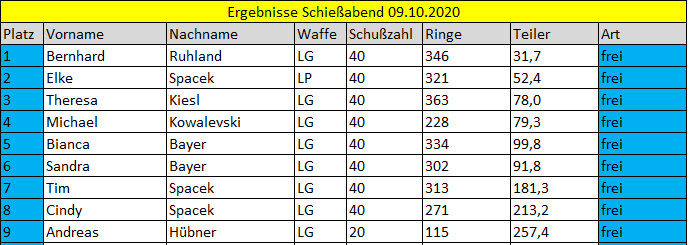 Ergebnisse Schießabend 09.10.2020
Platz Vorname Nachname Waffe Schußzahl Ringe Teiler Art
1 Bernhard Ruhland LG 40 346 31,7 frei
2 Elke Spacek LP 40 321 52,4 frei
3 Theresa Kiesl LG 40 363 78,0 frei
4 Michael Kowalevski LG 40 228 79,3 frei
5 Bianca Bayer LG 40 334 99,8 frei
6 Sandra Bayer LG 40 302 91,8 frei
7 Tim Spacek LG 40 313 181,3 frei
8 Cindy Spacek LG 40 271 213,2 frei
9 Andreas Hübner LG 20 115 257,4 frei